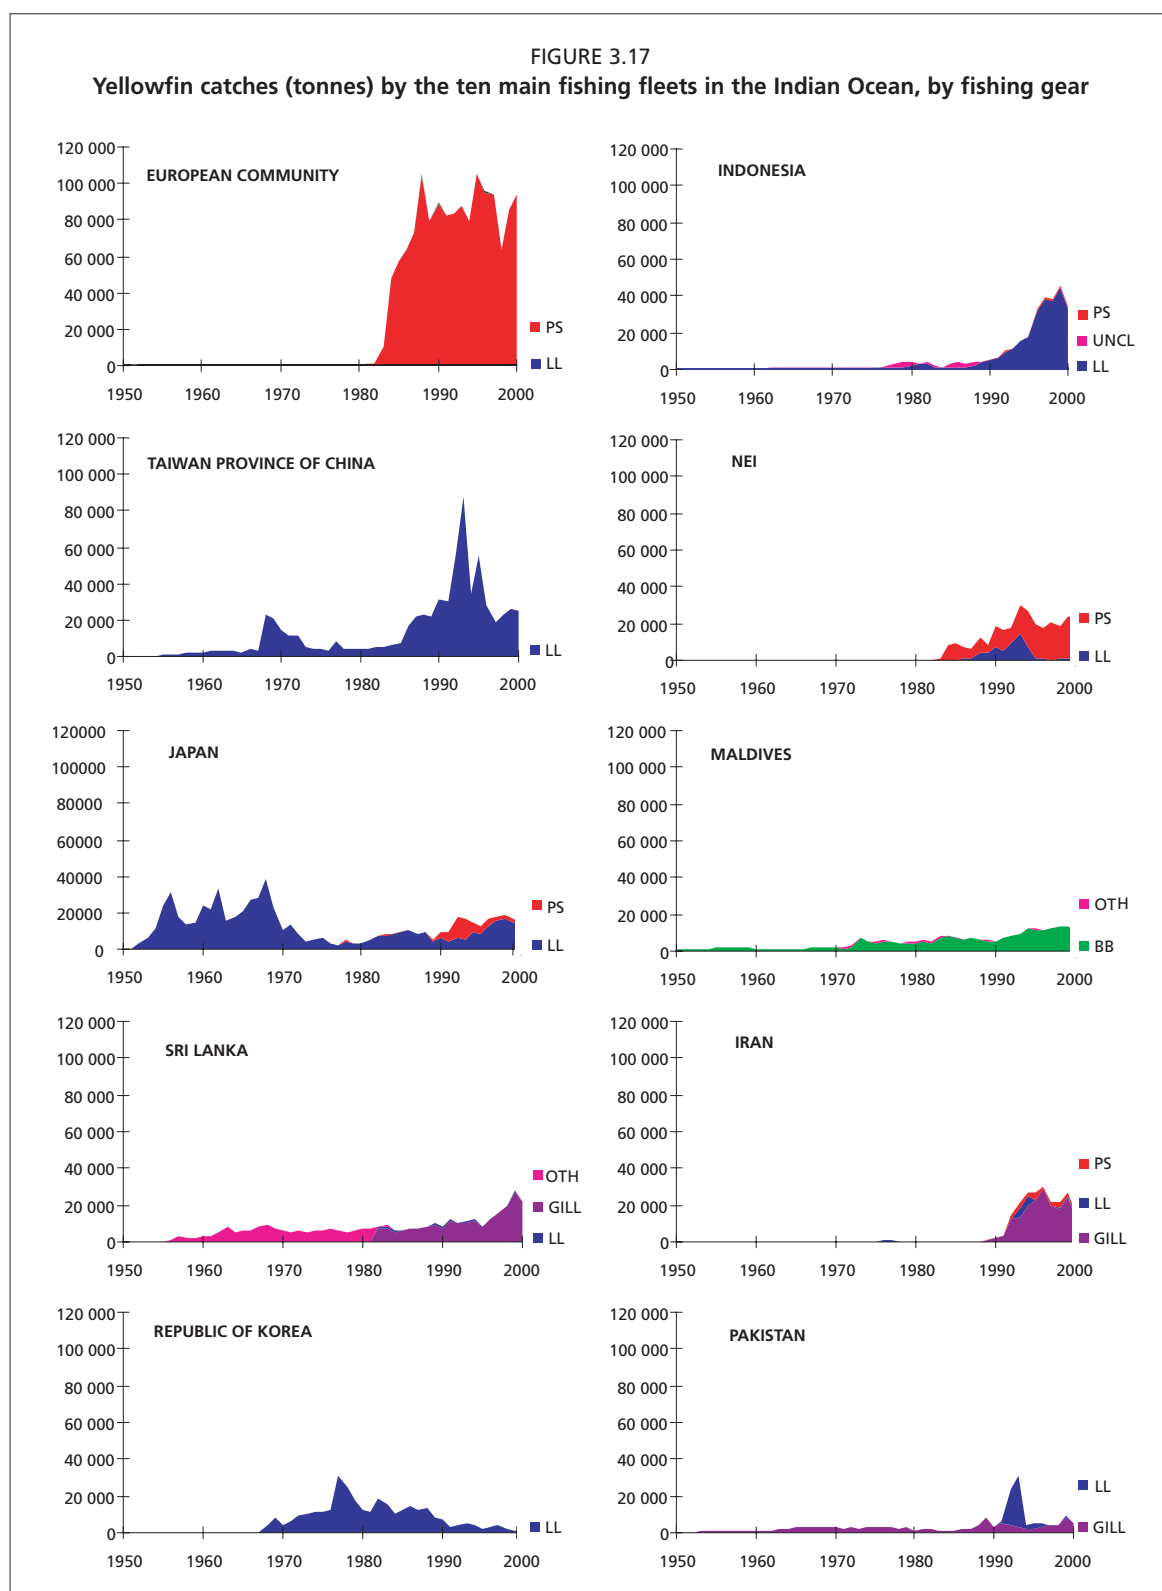 FIGURE 3.17
Yellowfin catches (tonnes) by the ten main fishing fleets in the Indian Ocean, by fishing gear
EUROPEAN COMMUNITY
120 000
100 000
80 000
60 000
40 000
20 000
0
PS
LL
1950 1960 1970 1980 1990 2000
INDONESIA
120 000
100 000
80 000
60 000
40 000
20 000
0
PS
UNCL
LL
1950 1960 1970 1980 1990 2000
TAIWAN PROVINCE OF CHINA
120 000
100 000
80 000
60 000
40 000
20 000
0
LL
1950 1960 1970 1980 1990 2000
NEI
120 000
100 000
80 000
60 000
40 000
20 000
0
PS
LL
1950 1960 1970 1980 1990 2000
JAPAN
120000
100000
80000
60000
40000
20000
0
PS
LL
1950 1960 1970 1980 1990 2000
MALDIVES
120 000
100 000
80 000
60 000
40 000
20 000
0
OTH
BB
1950 1960 1970 1980 1990 2000
SRI LANKA
120 000
100 000
80 000
60 000
40 000
20 000
0
OTH
GILL
LL
1950 1960 1970 1980 1990 2000
IRAN
120 000
100 000
80 000
60 000
40 000
20 000
0
PS
LL
GILL
1950 1960 1970 1980 1990 2000
REPUBLIC OF KOREA
120 000
100 000
80 000
60 000
40 000
20 000
0
LL
1950 1960 1970 1980 1990 2000
PAKISTAN
120 000
100 000
80 000
60 000
40 000
20 000
0
LL
GILL
1950 1960 1970 1980 1990 2000